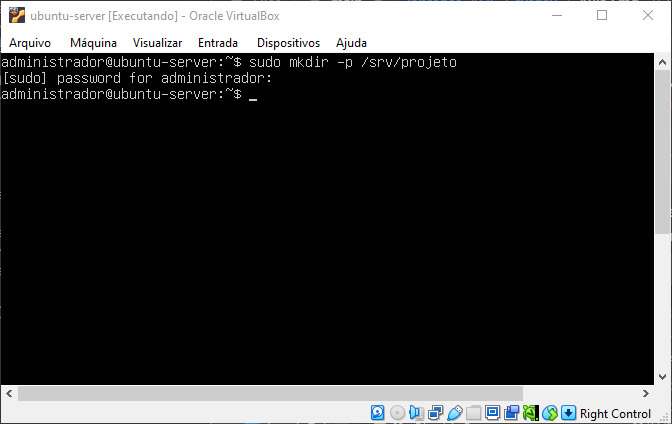 ubuntu-server [Executando] - Oracle VirtualBox
Arquivo Máquina Visualizar Entrada Dispositivos Ajuda
administrador@ubuntu-server:~$ sudo mkdir -p /srv/projeto
[sudo] password for administrador:
administrador@ubuntu-server:~$ _
Right Control